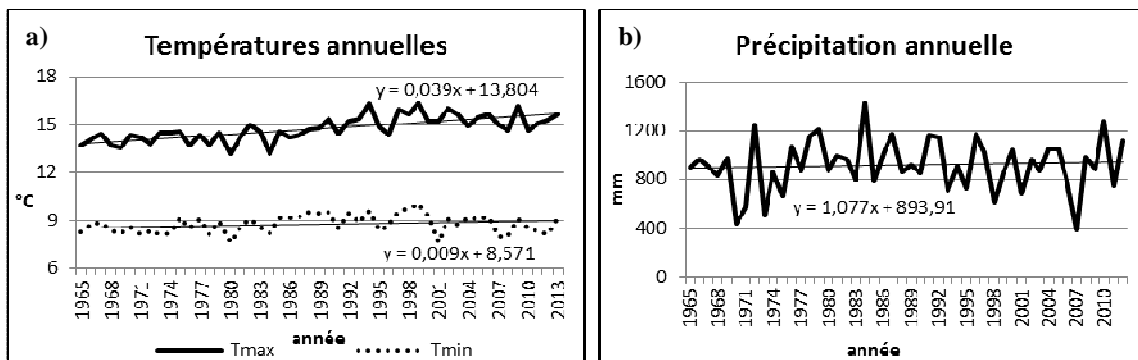 a) Températures annuelles
18
y = 0,039x + 13,804
15
12
°C
9
y = 0,009x + 8,571
6
1965 1968 1971 1974 1977 1980 1983 1986 1989 1992 1995 1998 2001 2004 2007 2010 2013
année
Tmax Tmin
b) Précipitation annuelle
1600
1200
mm
800
y = 1,077x + 893,91
400
0
1965 1968 1971 1974 1977 1980 1983 1986 1989 1992 1995 1998 2001 2004 2007 2010
année